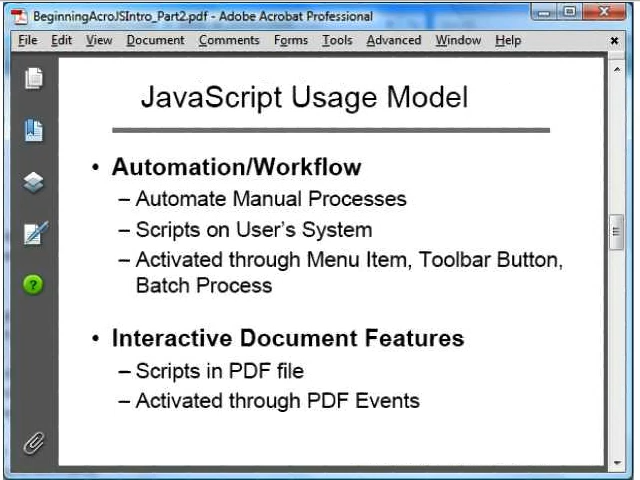 BeginningAcroJSIntro_Part2.pdf - Adobe Acrobat Professional
File Edit View Document Comments Forms Tools Advanced Window Help
JavaScript Usage Model
• Automation/Workflow
– Automate Manual Processes
– Scripts on User's System
– Activated through Menu Item, Toolbar Button,
Batch Process
• Interactive Document Features
– Scripts in PDF file
– Activated through PDF Events